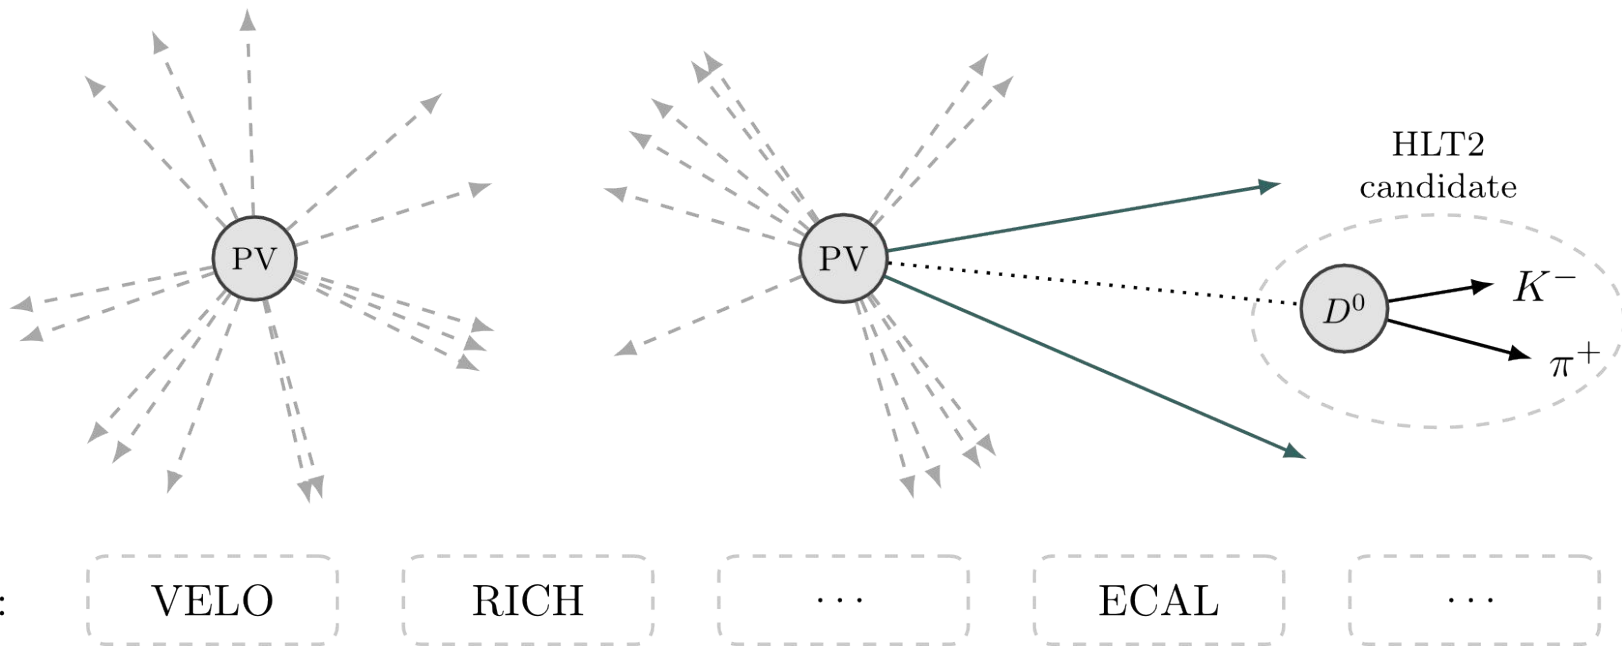 HLT2
candidate
PV
PV
D⁰
K⁻
π⁺
: VELO RICH ··· ECAL ···